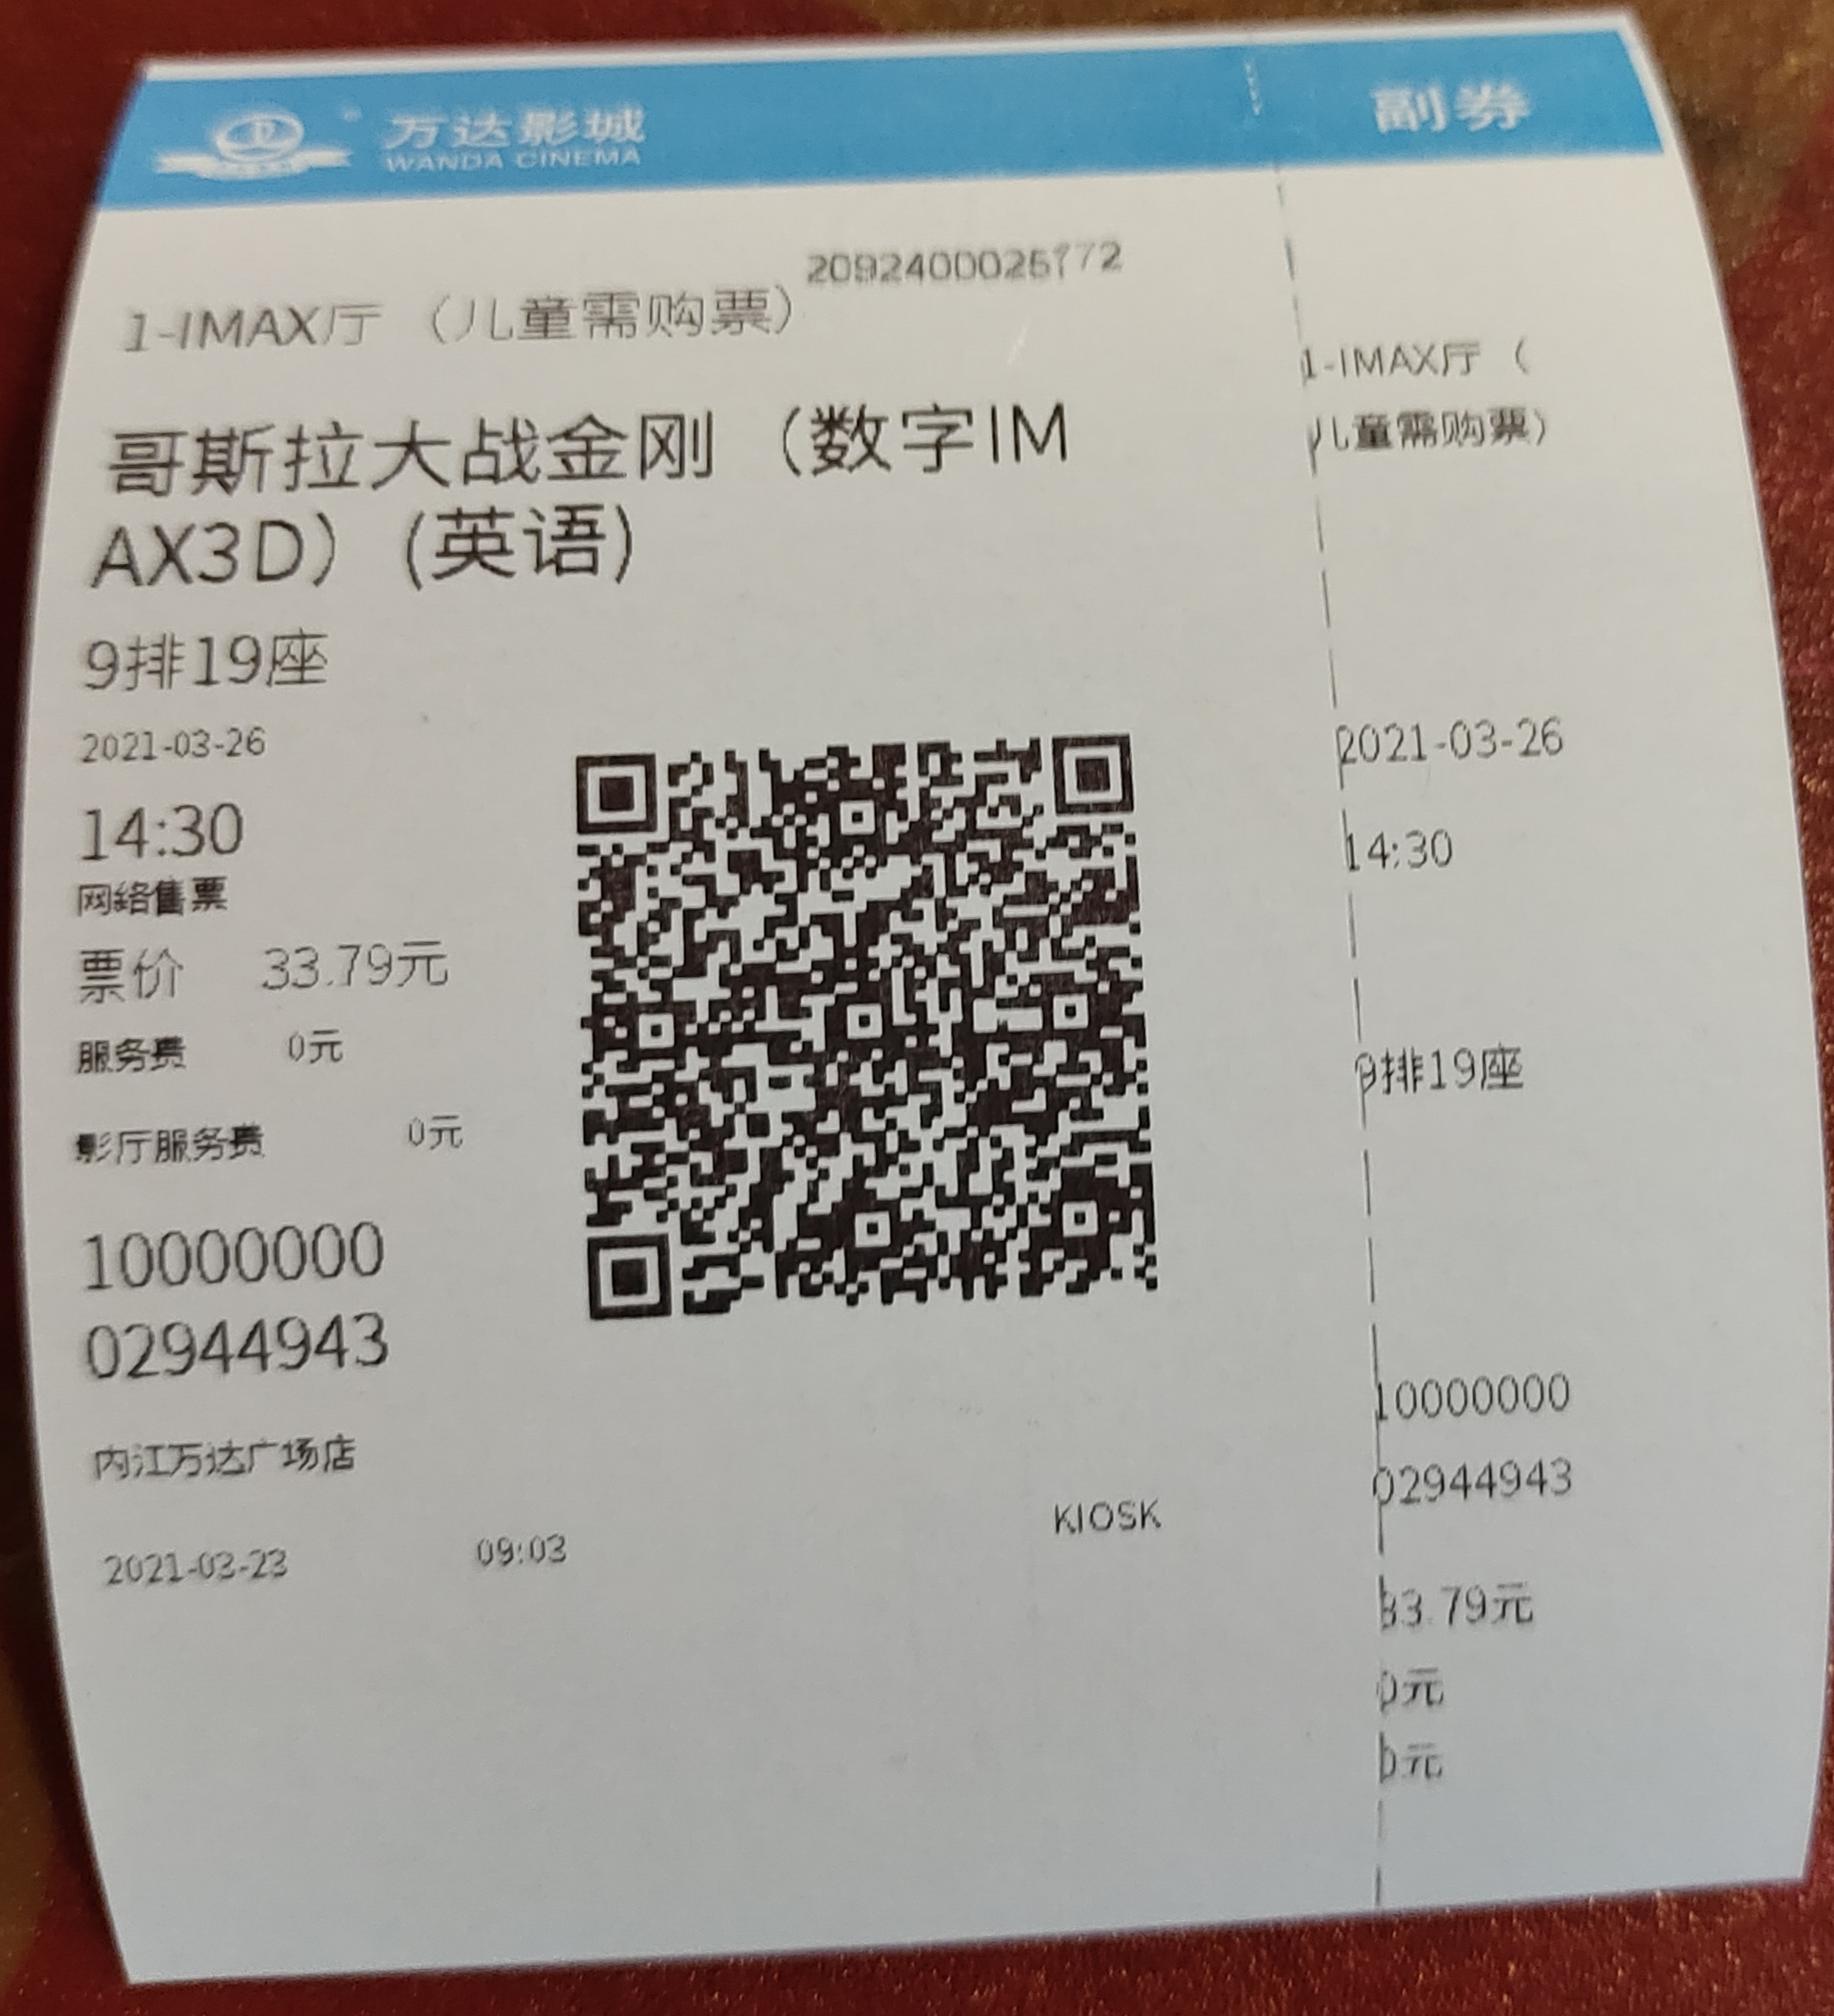 万达影城
WANDA CINEMA
副券
1-IMAX厅（儿童需购票）
哥斯拉大战金刚（数字IM
AX3D）(英语)
9排19座
2021-03-26
14:30
网络售票
票价 33.79元
服务费 0元
影厅服务费 0元
10000000
02944943
内江万达广场店
2021-03-23 09:03 KIOSK
1-IMAX厅（
儿童需购票）
2021-03-26
14:30
9排19座
10000000
02944943
33.79元
0元
0元